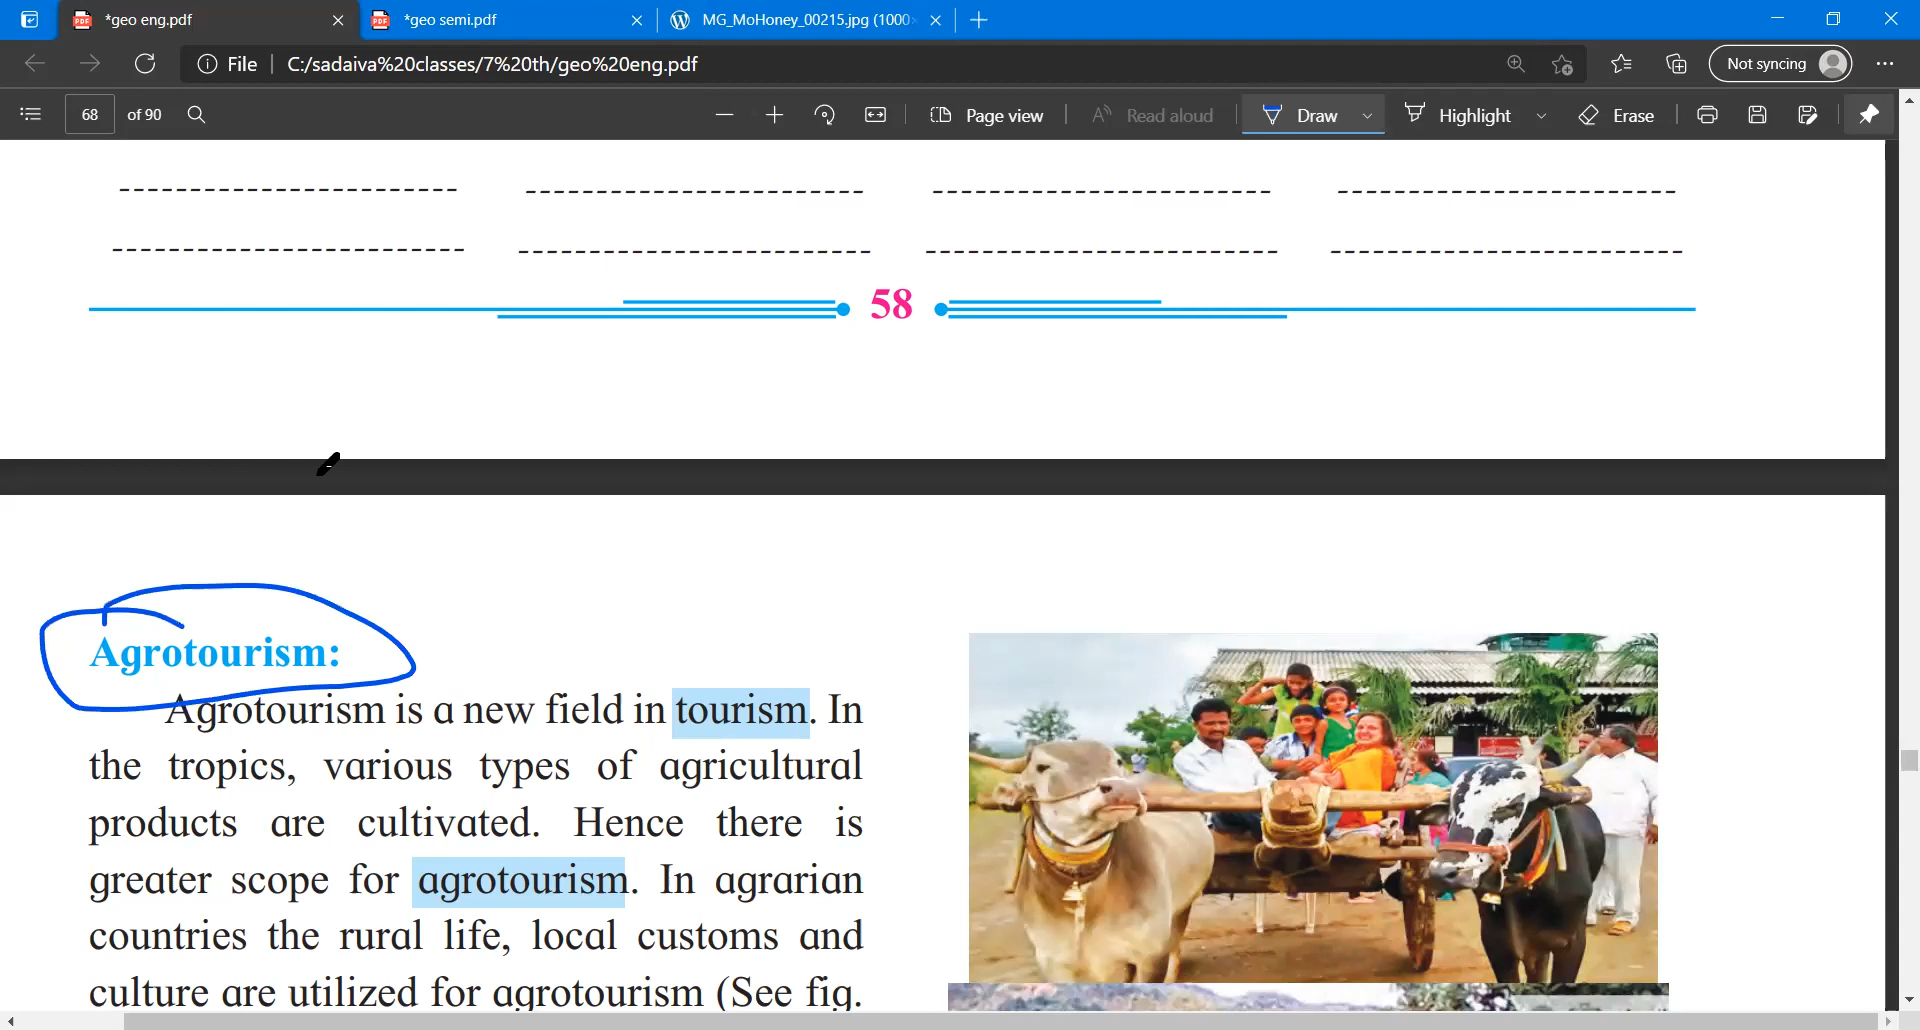 *geo eng.pdf
*geo semi.pdf
MG_MoHoney_00215.jpg (1000×
File
C:/sadaiva%20classes/7%20th/geo%20eng.pdf
Not syncing
68 of 90
Page view
Read aloud
Draw
Highlight
Erase
58
Agrotourism:
Agrotourism is a new field in tourism. In
the tropics, various types of agricultural
products are cultivated. Hence there is
greater scope for agrotourism. In agrarian
countries the rural life, local customs and
culture are utilized for agrotourism (See fig.